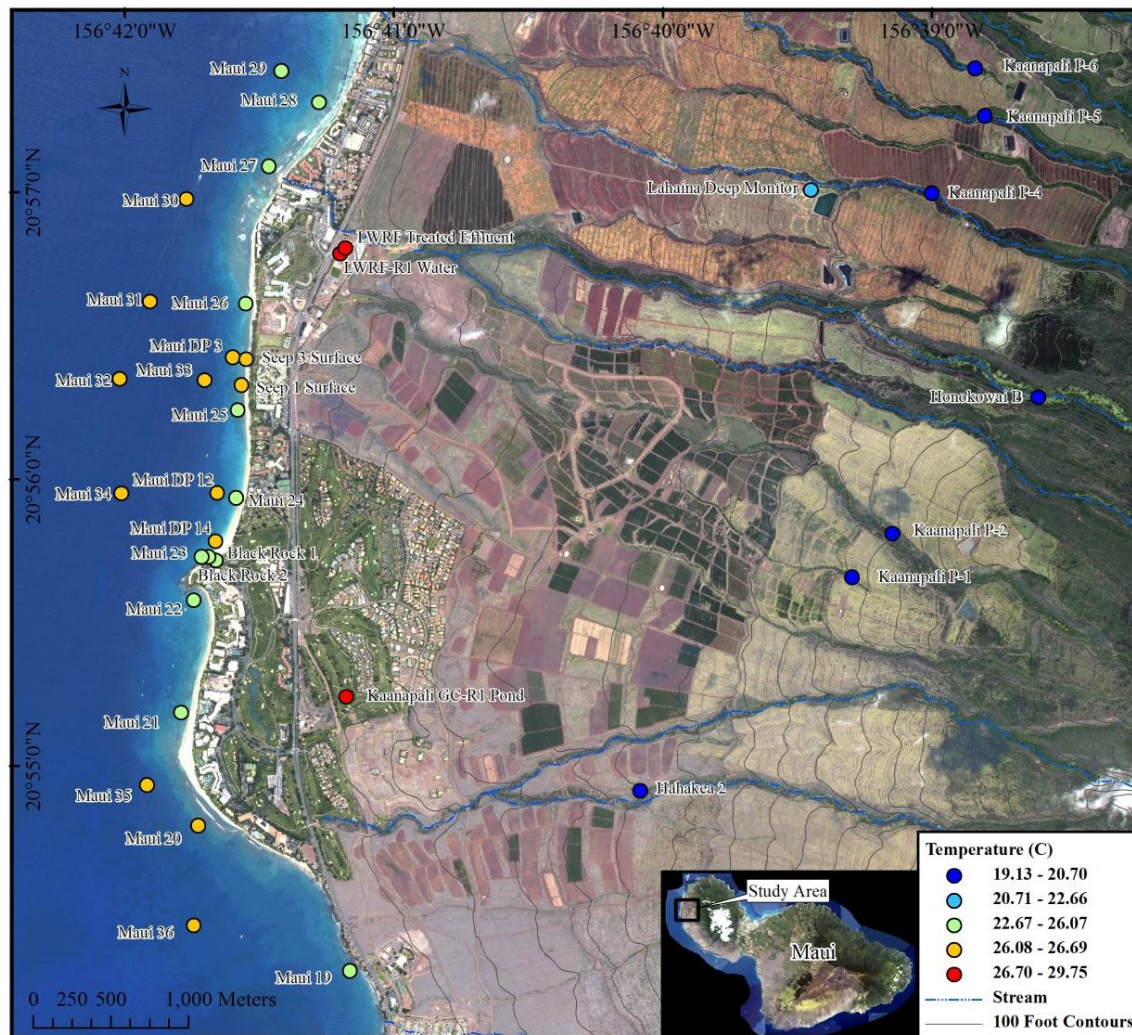 156°42'0"W
156°41'0"W
156°40'0"W
156°39'0"W
N
Maui 29
Maui 28
Kaanapali P-6
Kaanapali P-5
Maui 27
20°57'0"N
Lahaina Deep Monitor
Kaanapali P-4
Maui 30
LWRF Treated Effluent
LWRF-R1 Water
Maui 31
Maui 26
Maui DP 3
Seep 3 Surface
Maui 32
Maui 33
Seep 1 Surface
Maui 25
Honokowai B
20°56'0"N
Maui 34
Maui DP 12
Maui 24
Maui DP 14
Kaanapali P-2
Maui 23
Black Rock 1
Black Rock 2
Kaanapali P-1
Maui 22
Kaanapali GC-R1 Pond
Maui 21
20°55'0"N
Maui 35
Hahakea 2
Maui 20
Maui 36
Maui 19
0 250 500 1,000 Meters
Study Area
Maui
Temperature (C)
19.13 - 20.70
20.71 - 22.66
22.67 - 26.07
26.08 - 26.69
26.70 - 29.75
Stream
100 Foot Contours